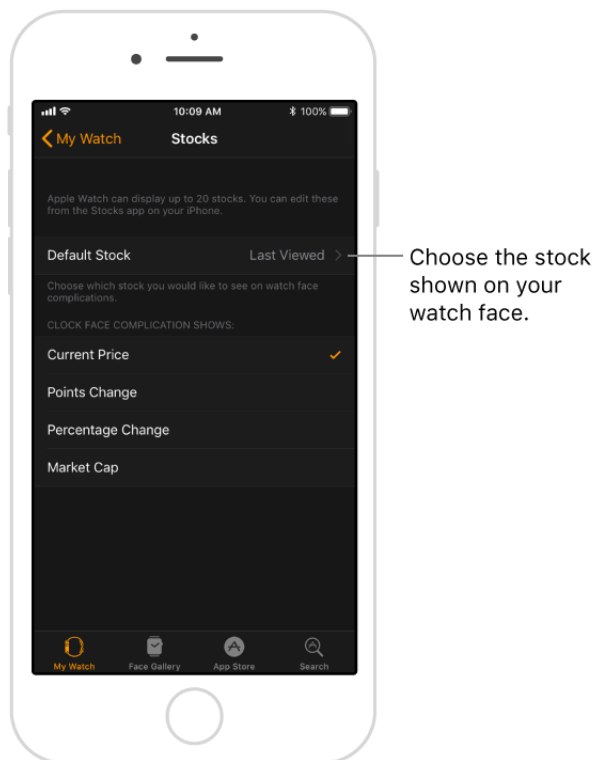 10:09 AM
100%
My Watch
Stocks
Apple Watch can display up to 20 stocks. You can edit these
from the Stocks app on your iPhone.
Default Stock
Last Viewed
Choose the stock
shown on your
watch face.
Choose which stock you would like to see on watch face
complications.
CLOCK FACE COMPLICATION SHOWS:
Current Price
Points Change
Percentage Change
Market Cap
My Watch
Face Gallery
App Store
Search